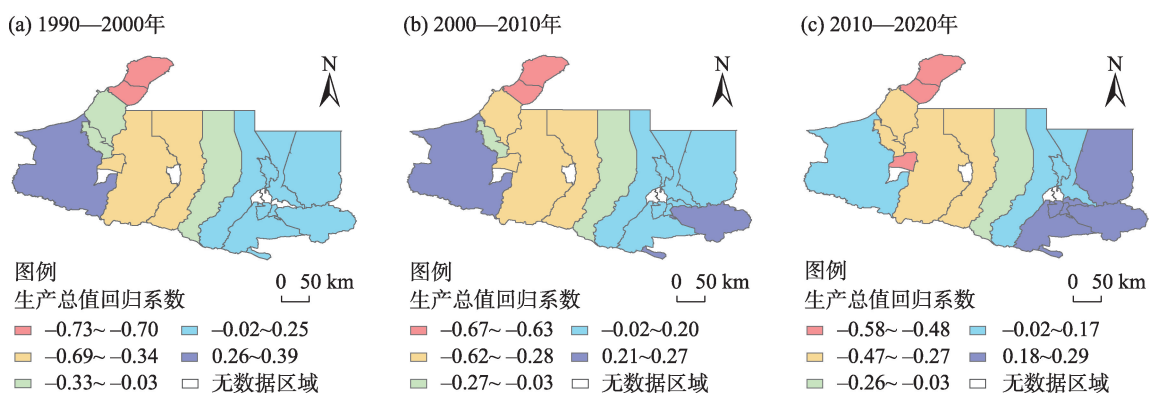 (a) 1990—2000年
N
图例
生产总值回归系数
0 50 km
–0.73~ –0.70
–0.02~0.25
–0.69~ –0.34
0.26~0.39
–0.33~ –0.03
无数据区域
(b) 2000—2010年
N
图例
生产总值回归系数
0 50 km
–0.67~ –0.63
–0.02~0.20
–0.62~ –0.28
0.21~0.27
–0.27~ –0.03
无数据区域
(c) 2010—2020年
N
图例
生产总值回归系数
0 50 km
–0.58~ –0.48
–0.02~0.17
–0.47~ –0.27
0.18~0.29
–0.26~ –0.03
无数据区域